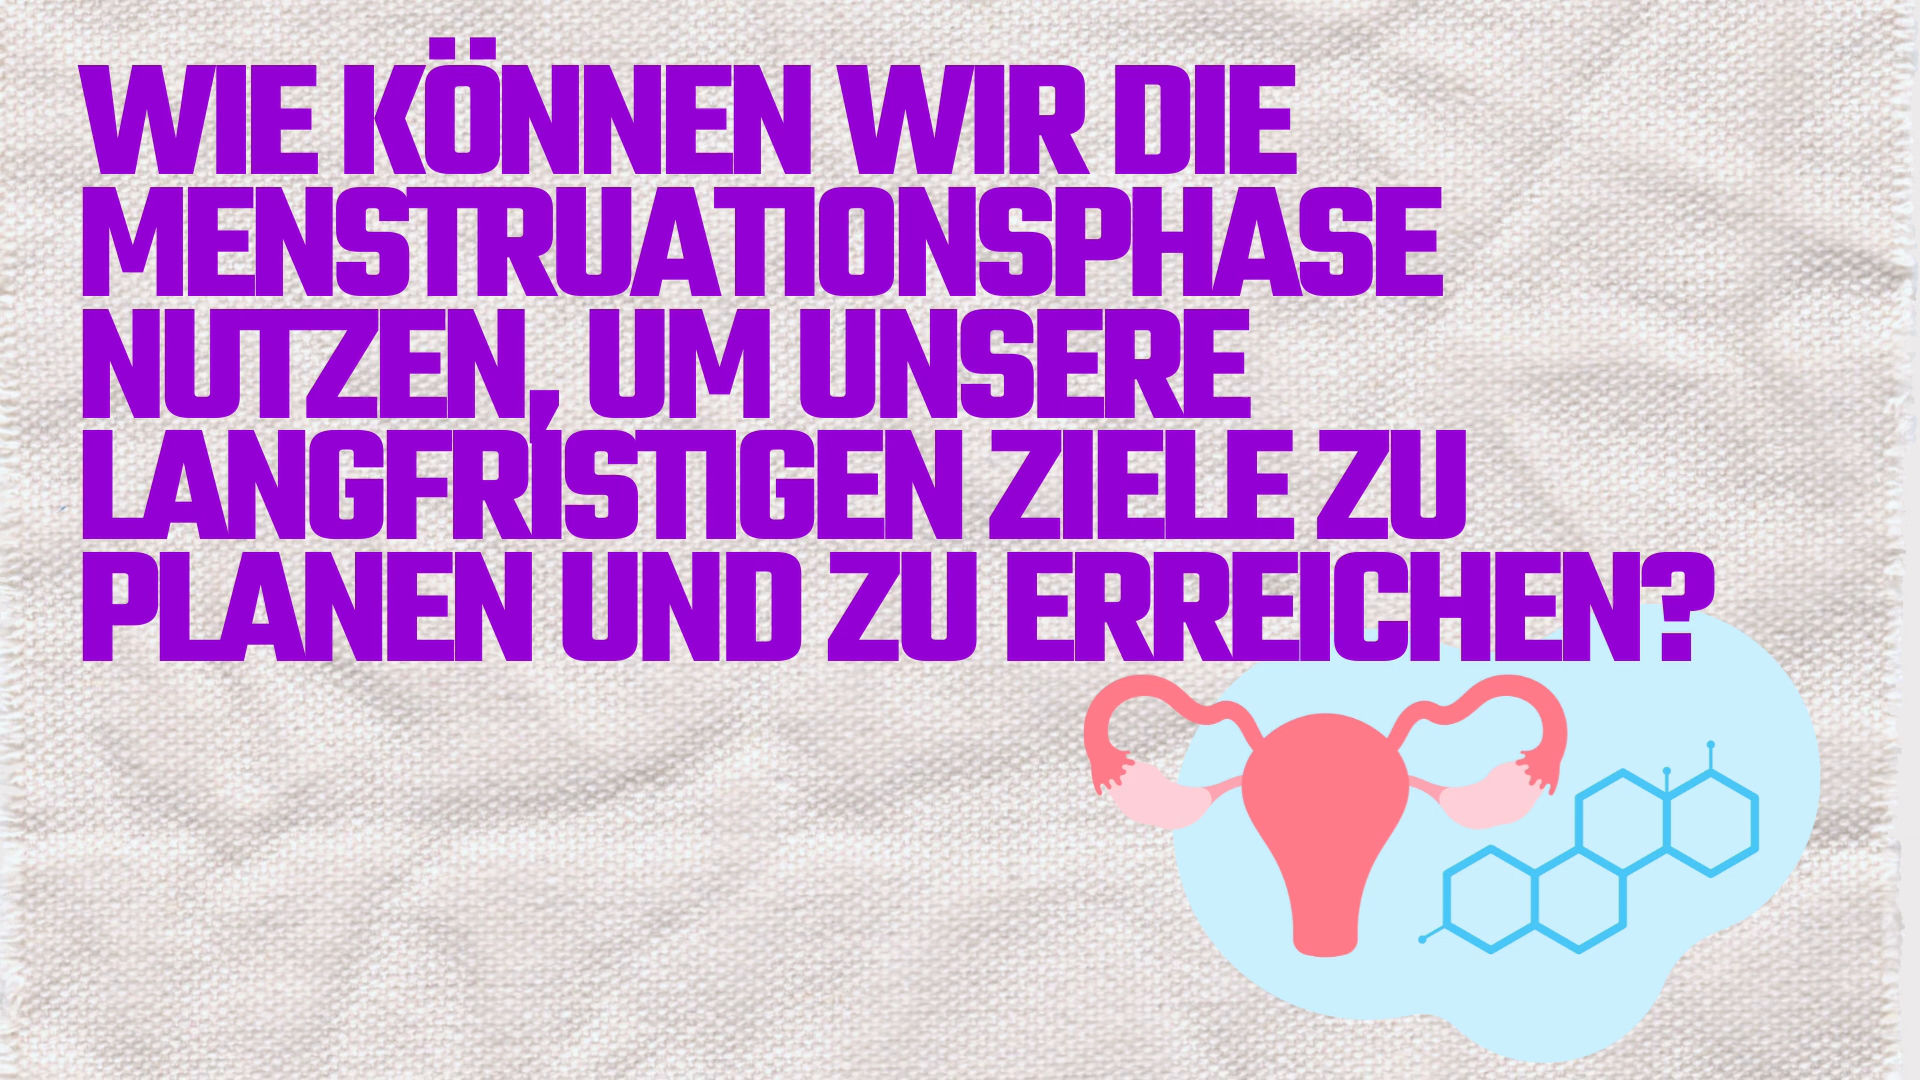 WIE KÖNNEN WIR DIE
MENSTRUATIONSPHASE
NUTZEN, UM UNSERE
LANGFRISTIGEN ZIELE ZU
PLANEN UND ZU ERREICHEN?